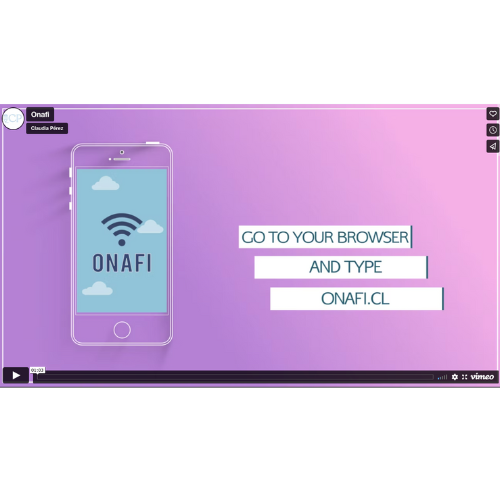 Onafi
Claudia Pérez
ONAFI
GO TO YOUR BROWSER
AND TYPE
ONAFI.CL
vimeo